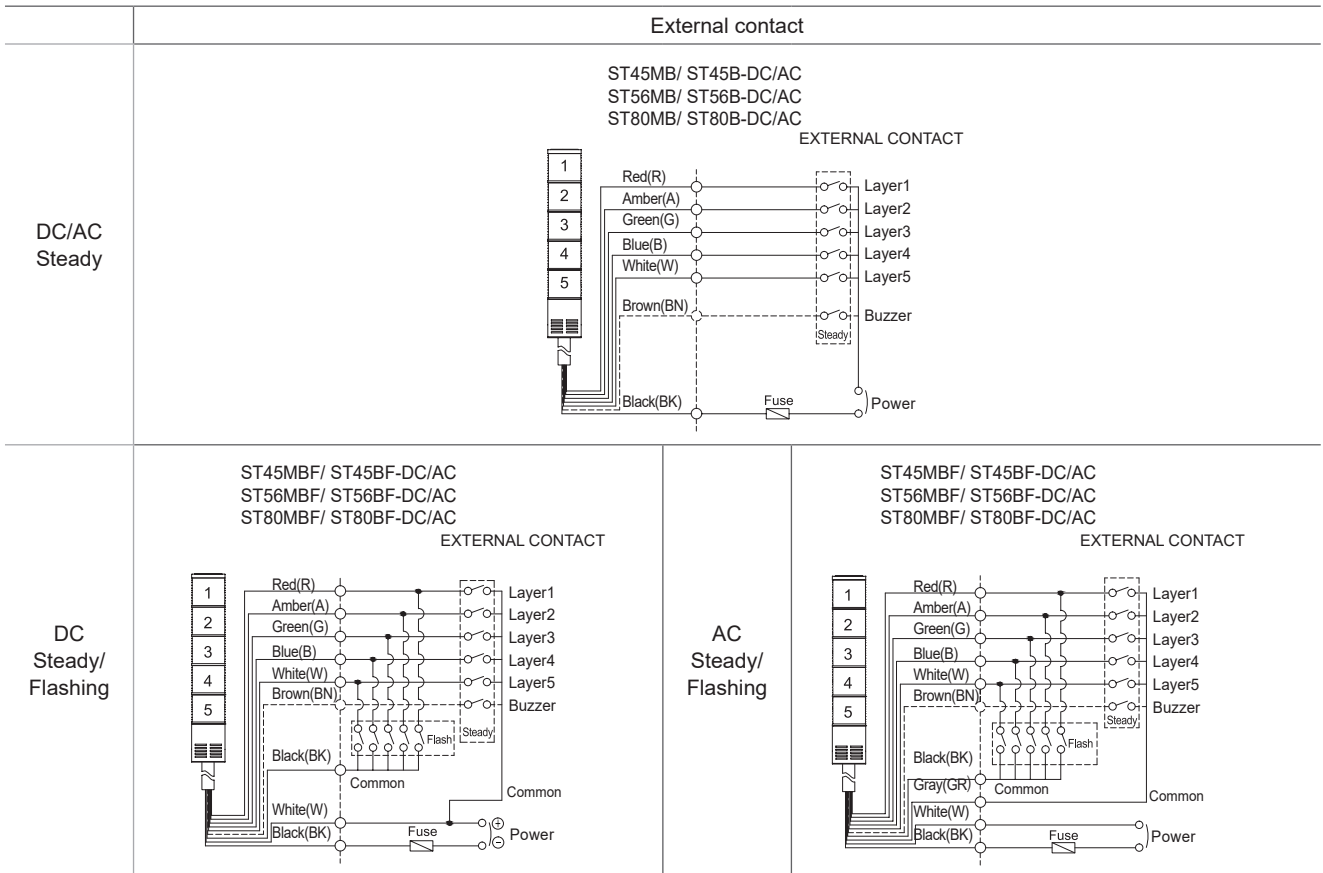 External contact
DC/AC
Steady
ST45MB/ ST45B-DC/AC
ST56MB/ ST56B-DC/AC
ST80MB/ ST80B-DC/AC
EXTERNAL CONTACT
1
2
3
4
5
Red(R)
Amber(A)
Green(G)
Blue(B)
White(W)
Brown(BN)
Black(BK)
Layer1
Layer2
Layer3
Layer4
Layer5
Buzzer
Steady
Fuse
Power
DC
Steady/
Flashing
ST45MBF/ ST45BF-DC/AC
ST56MBF/ ST56BF-DC/AC
ST80MBF/ ST80BF-DC/AC
EXTERNAL CONTACT
1
2
3
4
5
Red(R)
Amber(A)
Green(G)
Blue(B)
White(W)
Brown(BN)
Black(BK)
White(W)
Black(BK)
Layer1
Layer2
Layer3
Layer4
Layer5
Buzzer
Steady
Flash
Common
Common
Fuse
⊕
⊖
Power
AC
Steady/
Flashing
ST45MBF/ ST45BF-DC/AC
ST56MBF/ ST56BF-DC/AC
ST80MBF/ ST80BF-DC/AC
EXTERNAL CONTACT
1
2
3
4
5
Red(R)
Amber(A)
Green(G)
Blue(B)
White(W)
Brown(BN)
Black(BK)
Gray(GR)
White(W)
Black(BK)
Layer1
Layer2
Layer3
Layer4
Layer5
Buzzer
Steady
Flash
Common
Common
Fuse
Power